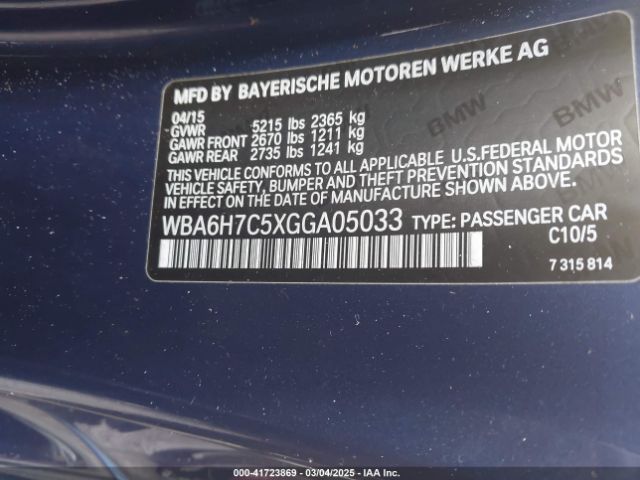 MFD BY BAYERISCHE MOTOREN WERKE AG
04/15
GVWR 5215 lbs 2365 kg
GAWR FRONT 2670 lbs 1211 kg
GAWR REAR 2735 lbs 1241 kg
THIS VEHICLE CONFORMS TO ALL APPLICABLE U.S.FEDERAL MOTOR
VEHICLE SAFETY, BUMPER AND THEFT PREVENTION STANDARDS
IN EFFECT ON THE DATE OF MANUFACTURE SHOWN ABOVE.
WBA6H7C5XGGA05033 TYPE: PASSENGER CAR
C10/5
7 315 814
BMW
BMW
000-41723869 — 03/04/2025 — IAA Inc.